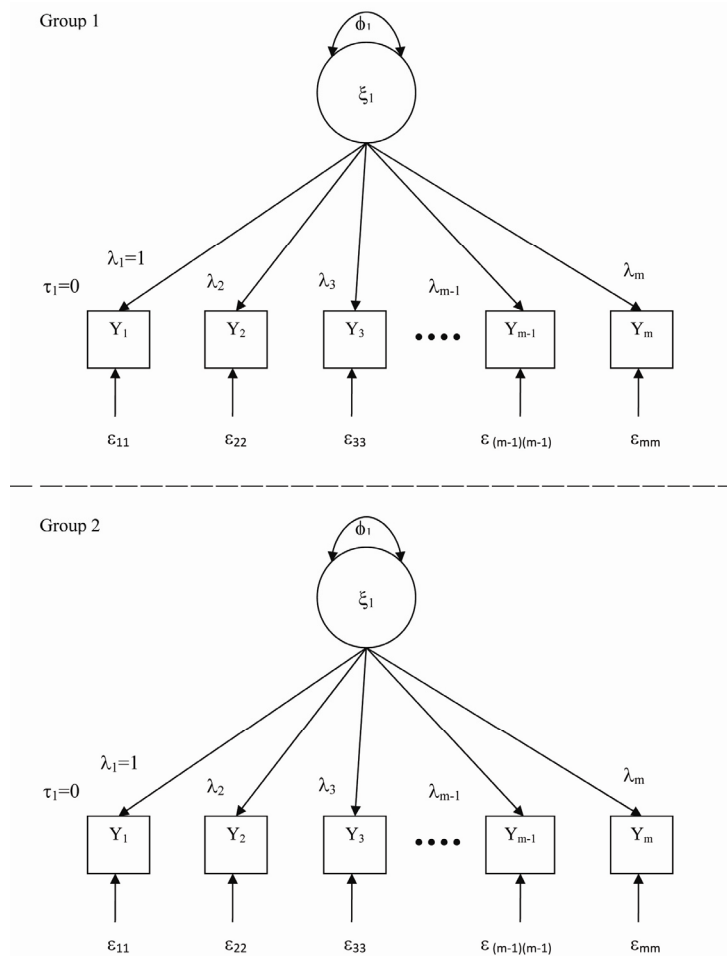 Group 1
ϕ₁
ξ₁
λ₁=1
λ₂
λ₃
λₘ₋₁
λₘ
τ₁=0
Y₁ Y₂ Y₃ •••• Yₘ₋₁ Yₘ
ε₁₁ ε₂₂ ε₃₃ ε₍ₘ₋₁₎₍ₘ₋₁₎ εₘₘ
Group 2
ϕ₁
ξ₁
λ₁=1
λ₂
λ₃
λₘ₋₁
λₘ
τ₁=0
Y₁ Y₂ Y₃ •••• Yₘ₋₁ Yₘ
ε₁₁ ε₂₂ ε₃₃ ε₍ₘ₋₁₎₍ₘ₋₁₎ εₘₘ